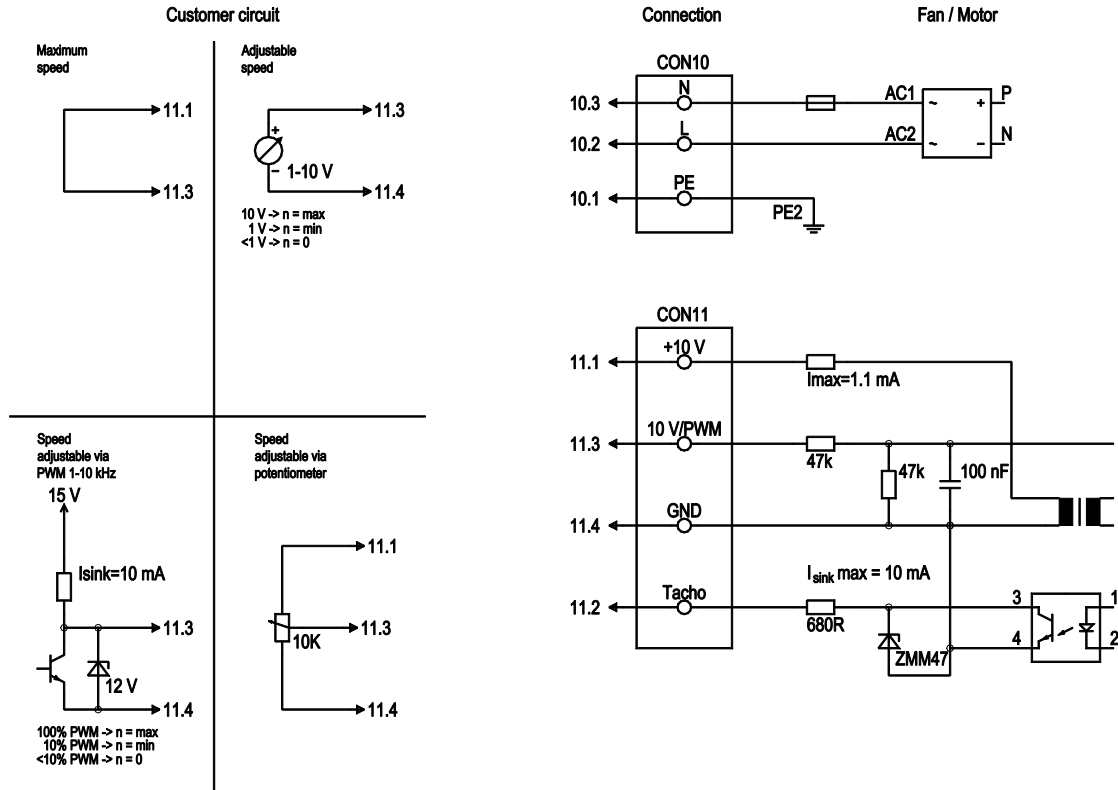 Customer circuit
Connection
Fan / Motor
Maximum
speed
11.1
11.3
Adjustable
speed
11.3
+
−
1-10 V
11.4
10 V -> n = max
1 V -> n = min
<1 V -> n = 0
CON10
10.3
N
AC1
~
+
P
10.2
L
AC2
~
−
N
10.1
PE
PE2
CON11
11.1
+10 V
Imax=1.1 mA
11.3
10 V/PWM
47k
47k
100 nF
11.4
GND
11.2
Tacho
Isink max = 10 mA
680R
ZMM47
3
4
1
2
Speed
adjustable via
PWM 1-10 kHz
15 V
Isink=10 mA
11.3
12 V
11.4
100% PWM -> n = max
10% PWM -> n = min
<10% PWM -> n = 0
Speed
adjustable via
potentiometer
11.1
11.3
10K
11.4